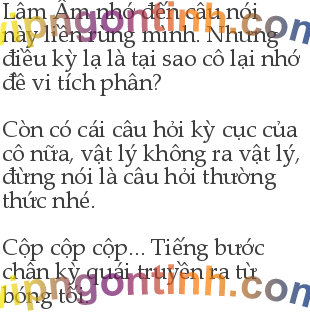 Lâm Âm nhớ đến câu nói
này liền rùng mình. Nhưng
điều kỳ lạ là tại sao cô lại nhớ
đề vi tích phân?
Còn có cái câu hỏi kỳ cục của
cô nữa, vật lý không ra vật lý,
đừng nói là câu hỏi thường
thức nhé.
Cộp cộp cộp... Tiếng bước
chân kỳ quái truyền ra từ
bóng tối.
vipngontinh.com
vipngontinh.com